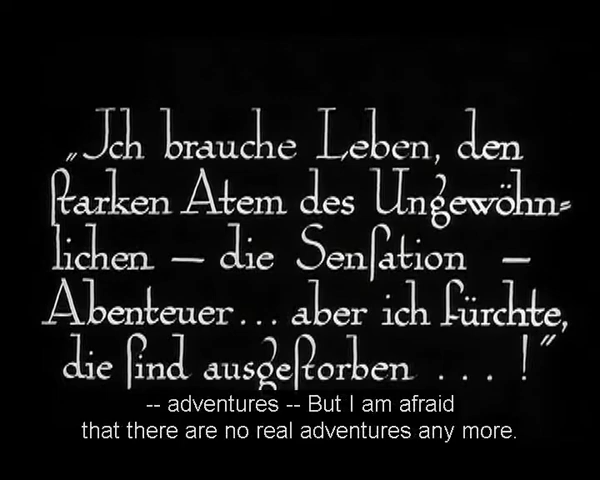 „Ich brauche Leben, den
ſtarken Atem des Ungewöhn⸗
lichen — die Senſation —
Abenteuer... aber ich fürchte,
die ſind ausgeſtorben . . . !"
-- adventures -- But I am afraid
that there are no real adventures any more.